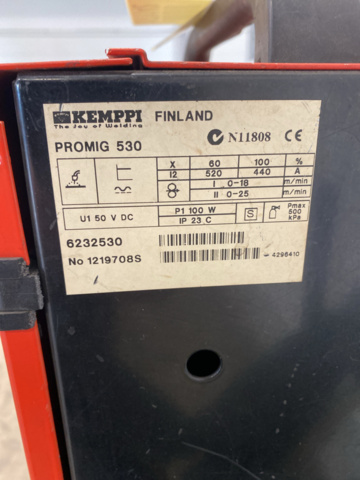 KEMPPI FINLAND
The Joy of Welding
N11808 CE
PROMIG 530
X 60 100 %
I2 520 440 A
I 0-18 m/min
II 0-25 m/min
U1 50 V DC
P1 100 W
IP 23 C
S
Pmax
500
kPa
6232530
No 1219708S
4298410